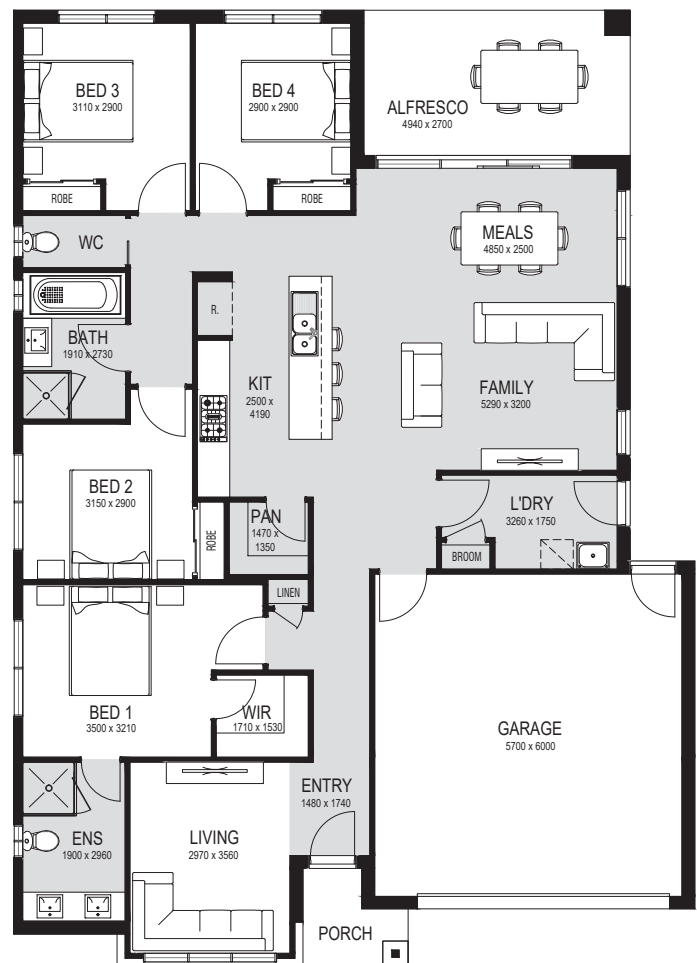 BED 3
3110 x 2900
BED 4
2900 x 2900
ALFRESCO
4940 x 2700
ROBE
ROBE
WC
MEALS
4850 x 2500
R.
BATH
1910 x 2730
KIT
2500 x
4190
FAMILY
5290 x 3200
BED 2
3150 x 2900
ROBE
PAN
1470 x
1350
L'DRY
3260 x 1750
BROOM
LINEN
BED 1
3500 x 3210
WIR
1710 x 1530
GARAGE
5700 x 6000
ENTRY
1480 x 1740
ENS
1900 x 2960
LIVING
2970 x 3560
PORCH